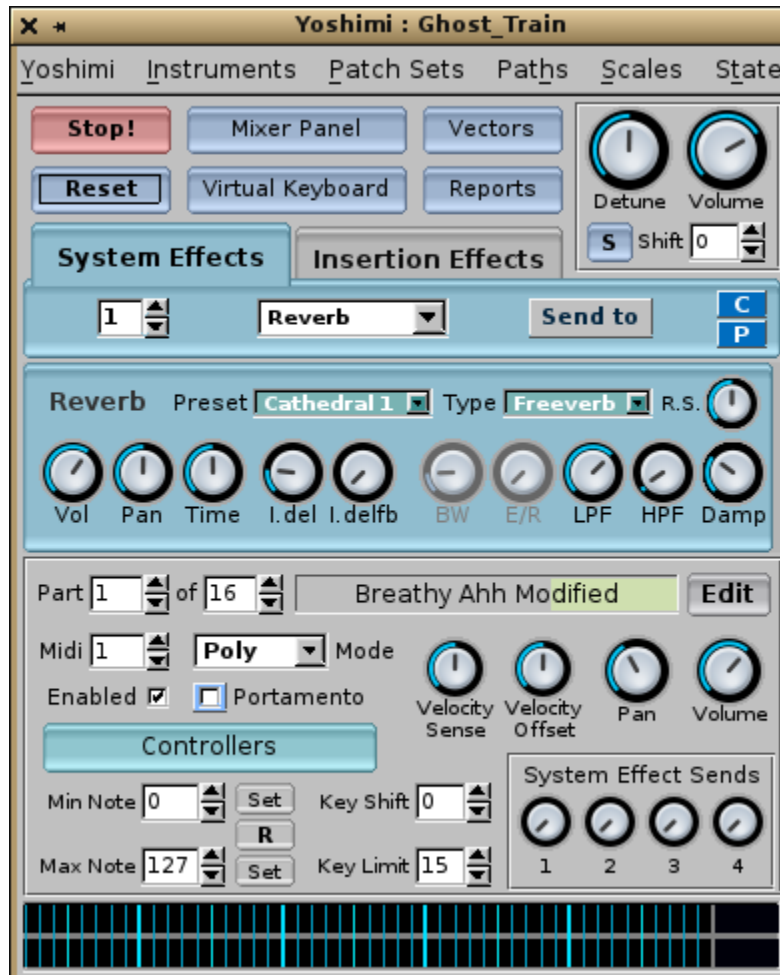 Yoshimi : Ghost_Train
Yoshimi Instruments Patch Sets Paths Scales State
Stop! Mixer Panel Vectors
Reset Virtual Keyboard Reports
Detune Volume
S Shift 0
System Effects Insertion Effects
1 Reverb Send to C
P
Reverb Preset Cathedral 1 Type Freeverb R.S.
Vol Pan Time I.del I.delfb BW E/R LPF HPF Damp
Part 1 of 16 Breathy Ahh Modified Edit
Midi 1 Poly Mode
Enabled Portamento
Velocity Sense Velocity Offset Pan Volume
Controllers
System Effect Sends
Min Note 0 Set Key Shift 0
R
Max Note 127 Set Key Limit 15
1 2 3 4